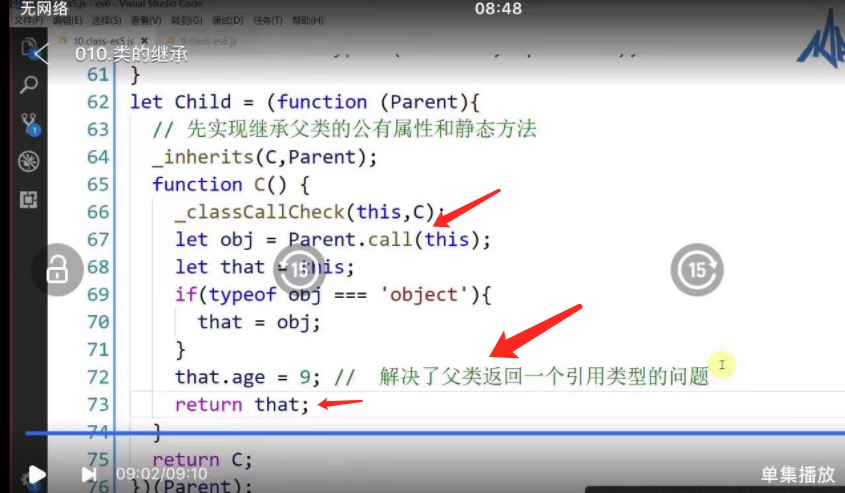 无网络
08:48
s - es6 - Visual Studio Code
文件(F) 编辑(E) 选择(S) 查看(V) 转到(G) 调试(D) 任务(T) 帮助(H)
JS 10.class-es5.js × JS 9.class-es6.js
010.类的继承
61 }
62 let Child = (function (Parent){
63 // 先实现继承父类的公有属性和静态方法
64 _inherits(C,Parent);
65 function C() {
66 _classCallCheck(this,C);
67 let obj = Parent.call(this);
68 let that = this;
15
15
69 if(typeof obj === 'object'){
70 that = obj;
71 }
72 that.age = 9; // 解决了父类返回一个引用类型的问题
73 return that;
74 }
75 return C;
09:02/09:10
单集播放
76 })(Parent);